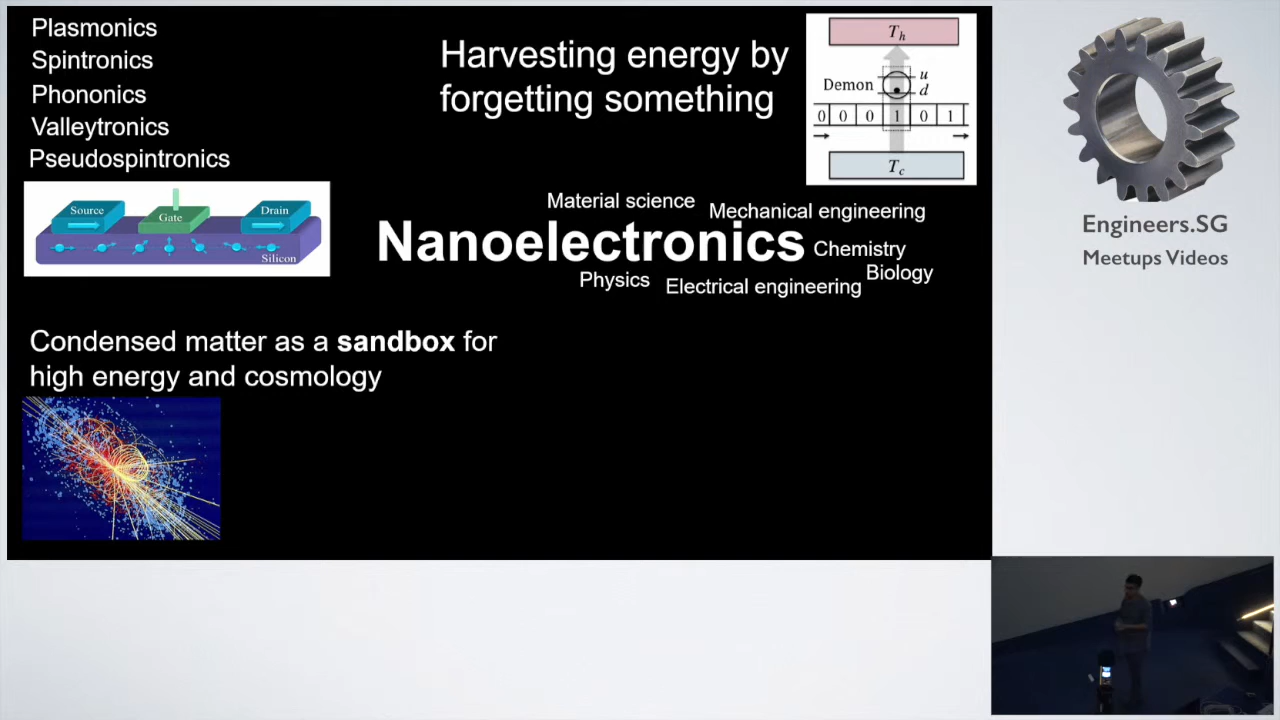 Plasmonics
Spintronics
Phononics
Valleytronics
Pseudospintronics
Source
Gate
Drain
Silicon
Harvesting energy by
forgetting something
Th
Demon
u
d
0 0 0 1 0 1
Tc
Material science
Mechanical engineering
Nanoelectronics
Chemistry
Biology
Physics
Electrical engineering
Condensed matter as a sandbox for
high energy and cosmology
Engineers.SG
Meetups Videos